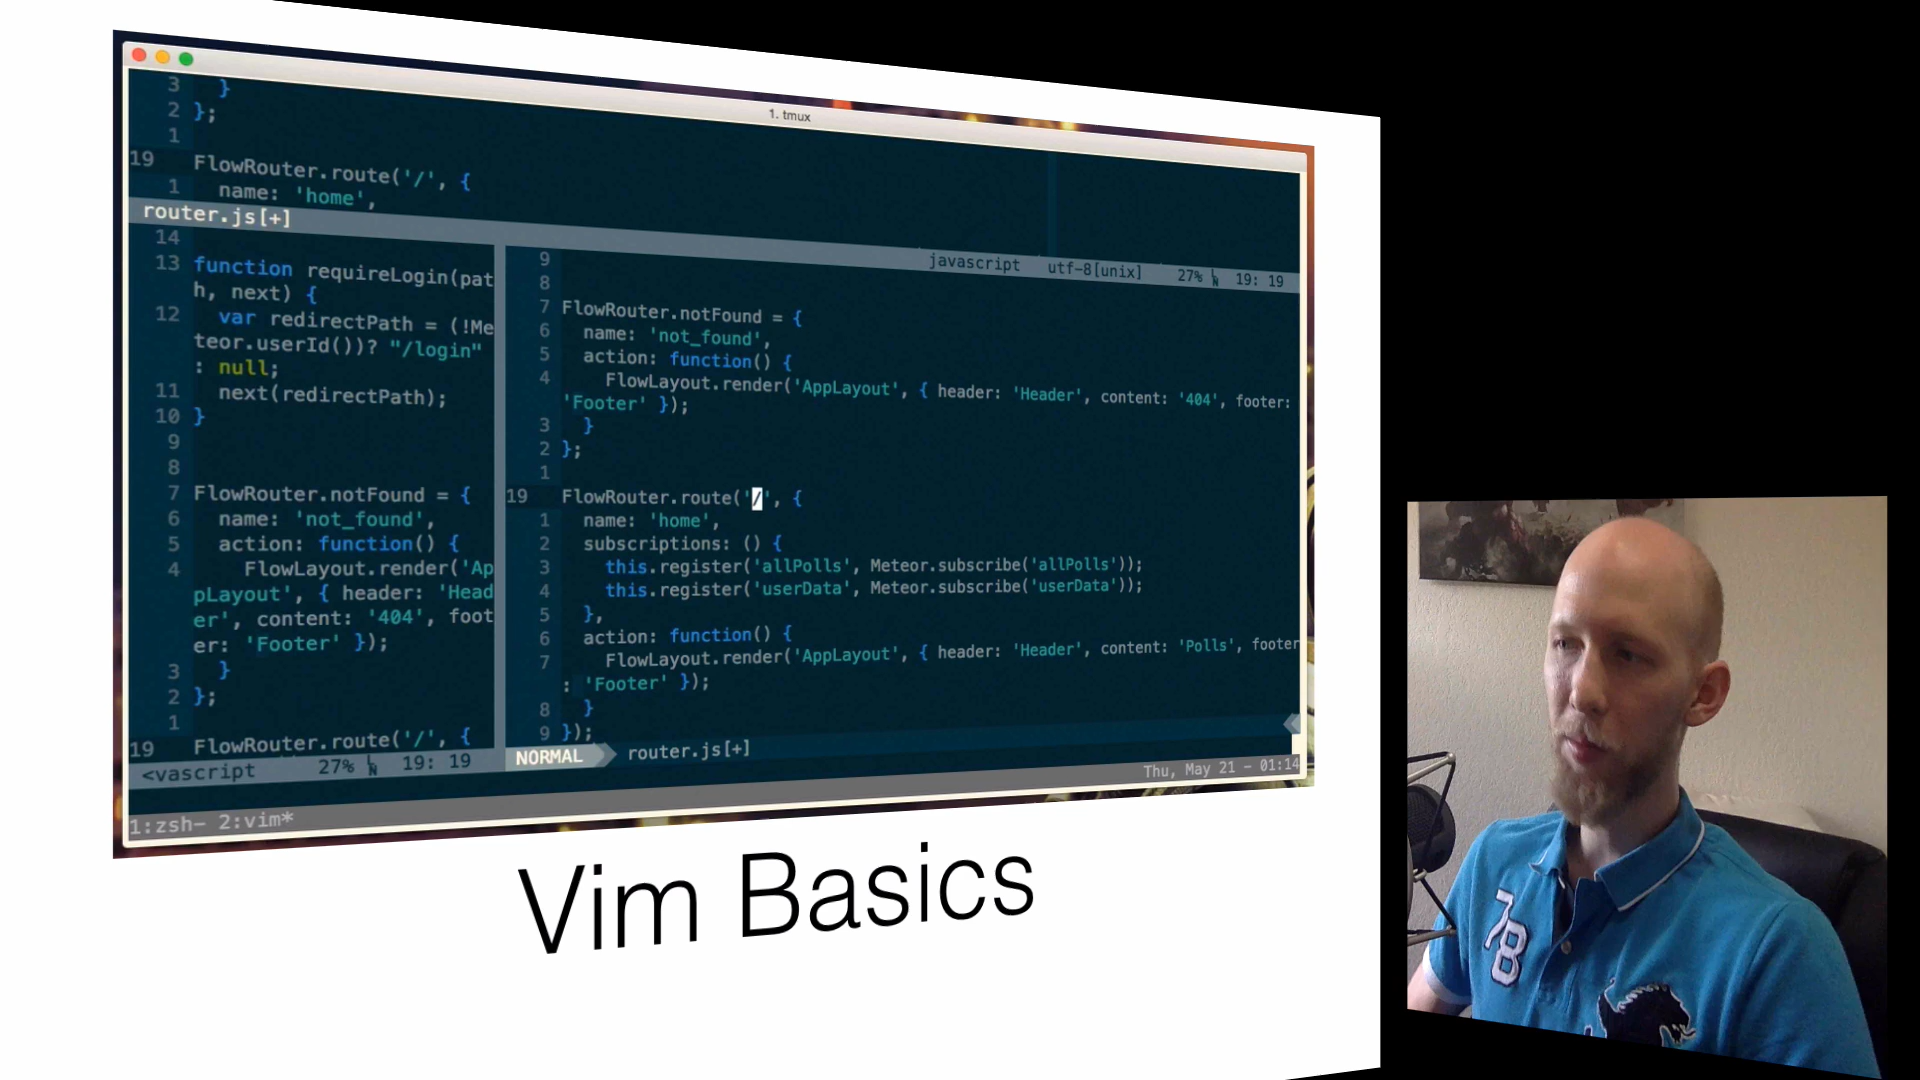 1. tmux
3 }
2 };
1
19 FlowRouter.route('/', {
1 name: 'home',
router.js[+]
javascript utf-8[unix] 27% LN 19: 19
14
13 function requireLogin(pat
h, next) {
12 var redirectPath = (!Me
teor.userId())? "/login"
: null;
11 next(redirectPath);
10 }
9
8
7 FlowRouter.notFound = {
6 name: 'not_found',
5 action: function() {
4 FlowLayout.render('Ap
pLayout', { header: 'Head
er', content: '404', foot
er: 'Footer' });
3 }
2 };
1
19 FlowRouter.route('/', {
<vascript 27% LN 19: 19
9
8
7 FlowRouter.notFound = {
6 name: 'not_found',
5 action: function() {
4 FlowLayout.render('AppLayout', { header: 'Header', content: '404', footer:
'Footer' });
3 }
2 };
1
19 FlowRouter.route('/', {
1 name: 'home',
2 subscriptions: () {
3 this.register('allPolls', Meteor.subscribe('allPolls'));
4 this.register('userData', Meteor.subscribe('userData'));
5 },
6 action: function() {
7 FlowLayout.render('AppLayout', { header: 'Header', content: 'Polls', footer
: 'Footer' });
8 }
9 });
NORMAL router.js[+]
1:zsh- 2:vim* Thu, May 21 - 01:14
Vim Basics
78